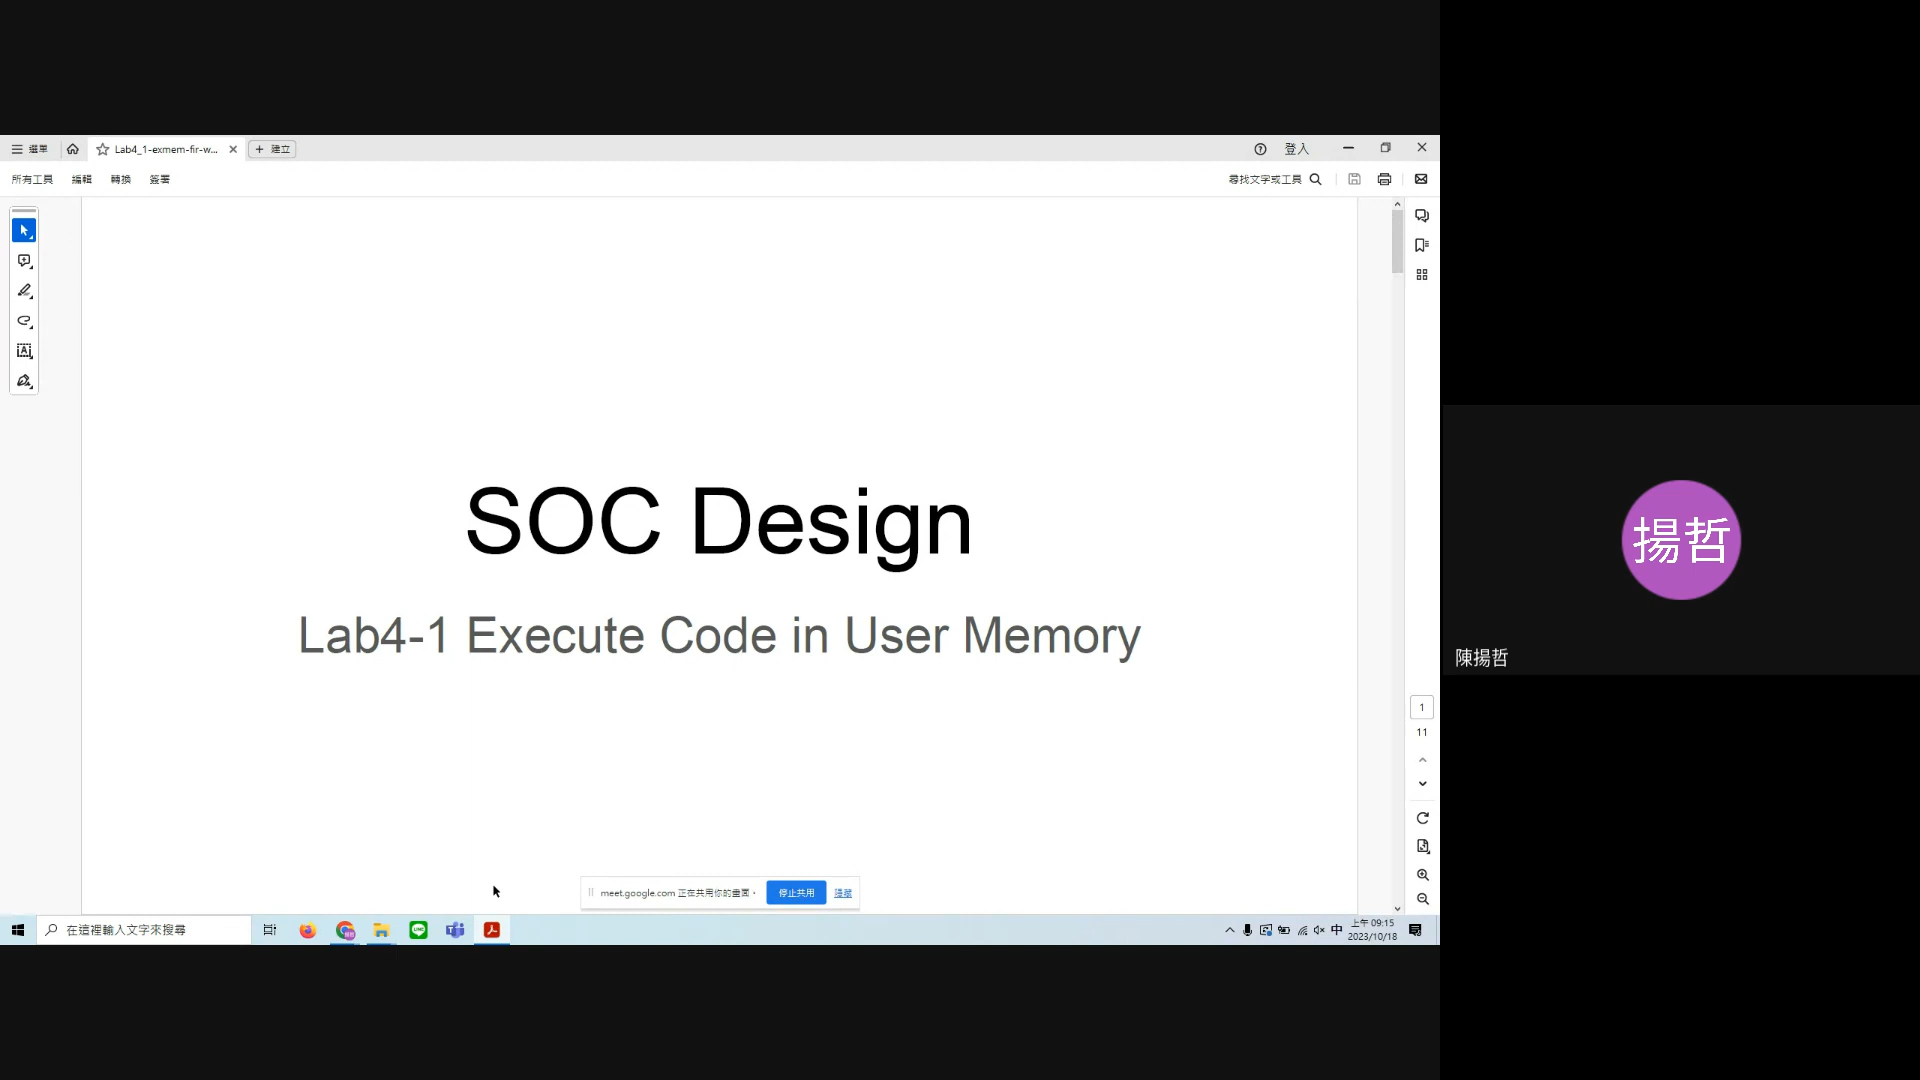 選單
Lab4_1-exmem-fir-w...
建立
登入
所有工具
編輯
轉換
簽署
尋找文字或工具
SOC Design
Lab4-1 Execute Code in User Memory
揚哲
陳揚哲
1
11
meet.google.com 正在共用你的畫面。
停止共用
隱藏
在這裡輸入文字來搜尋
中
上午 09:15
2023/10/18